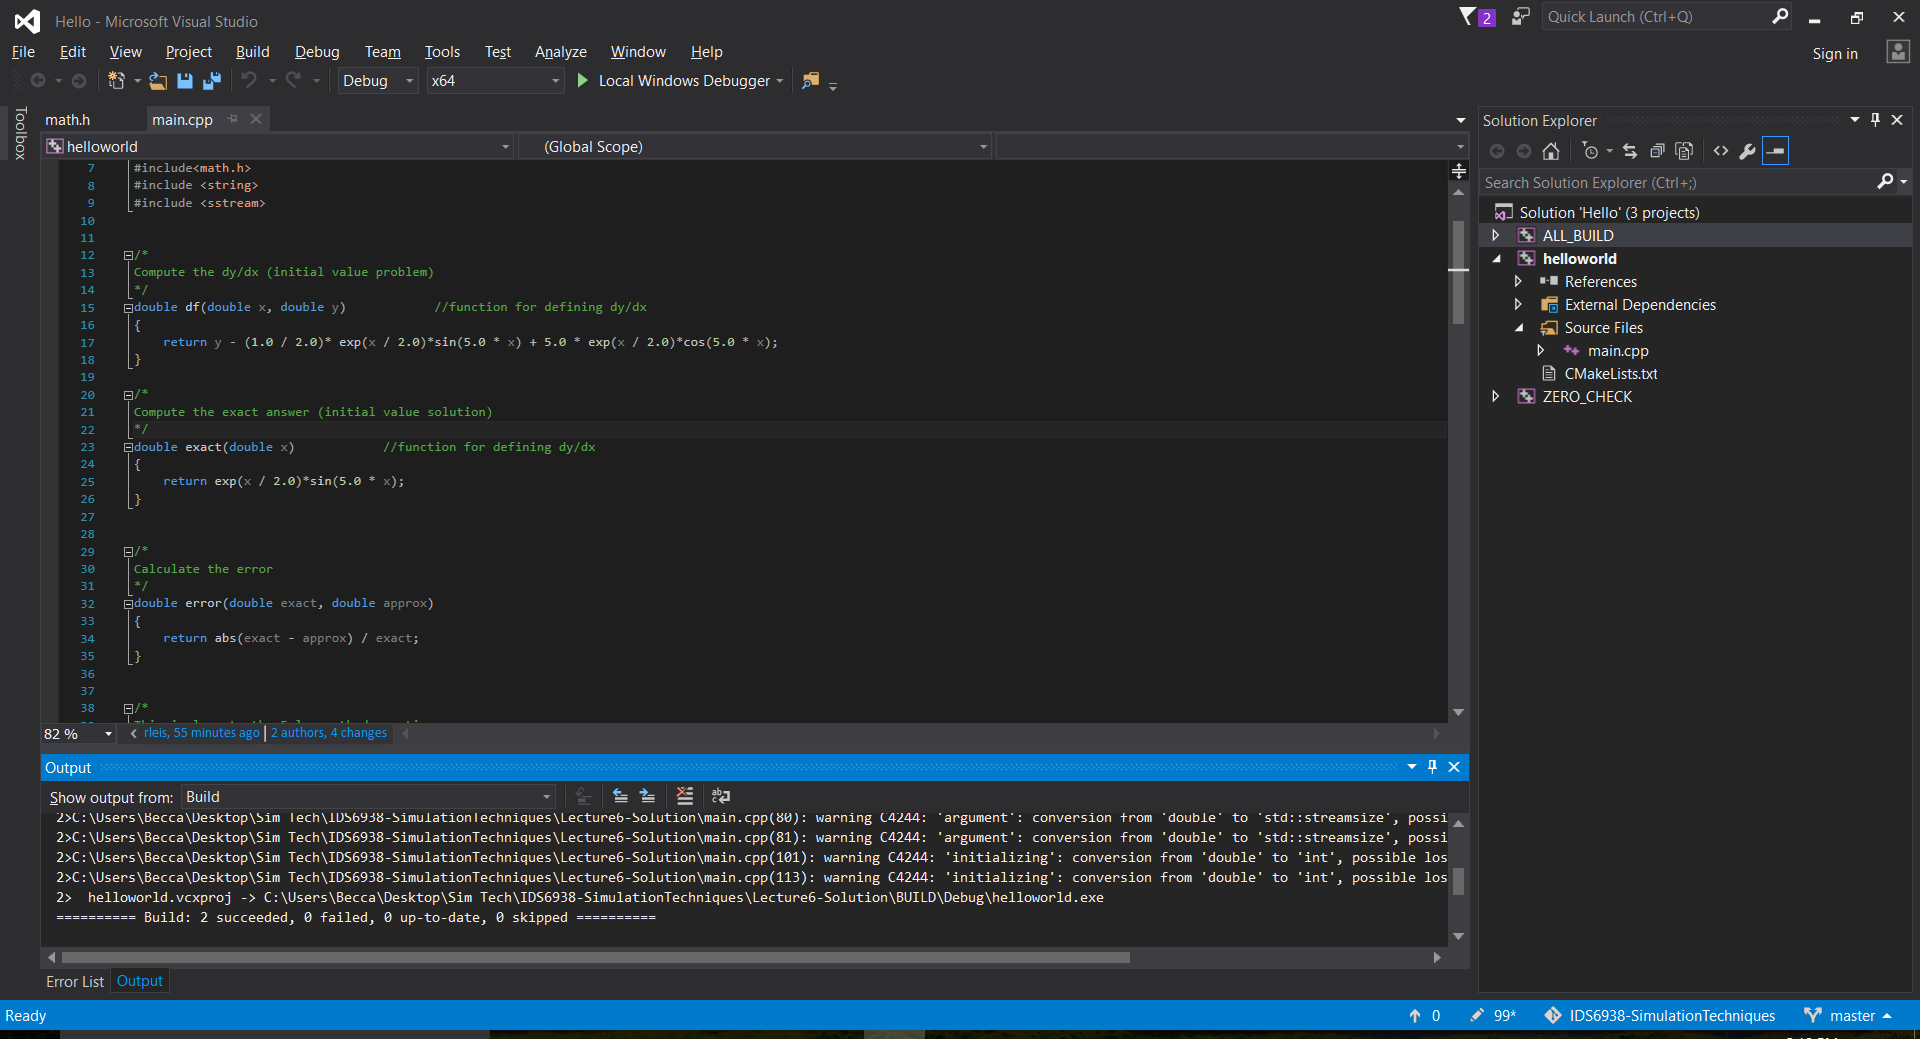 Hello - Microsoft Visual Studio
2
Quick Launch (Ctrl+Q)
File Edit View Project Build Debug Team Tools Test Analyze Window Help
Sign in
Debug x64 Local Windows Debugger
Toolbox
math.h main.cpp
helloworld (Global Scope)
7 #include<math.h>
8 #include <string>
9 #include <sstream>
10
11
12 /*
13 Compute the dy/dx (initial value problem)
14 */
15 double df(double x, double y) //function for defining dy/dx
16 {
17 return y - (1.0 / 2.0)* exp(x / 2.0)*sin(5.0 * x) + 5.0 * exp(x / 2.0)*cos(5.0 * x);
18 }
19
20 /*
21 Compute the exact answer (initial value solution)
22 */
23 double exact(double x) //function for defining dy/dx
24 {
25 return exp(x / 2.0)*sin(5.0 * x);
26 }
27
28
29 /*
30 Calculate the error
31 */
32 double error(double exact, double approx)
33 {
34 return abs(exact - approx) / exact;
35 }
36
37
38 /*
82 % rleis, 55 minutes ago | 2 authors, 4 changes
Output
Show output from: Build
2>C:\Users\Becca\Desktop\Sim Tech\IDS6938-SimulationTechniques\Lecture6-Solution\main.cpp(80): warning C4244: 'argument': conversion from 'double' to 'std::streamsize', possi
2>C:\Users\Becca\Desktop\Sim Tech\IDS6938-SimulationTechniques\Lecture6-Solution\main.cpp(81): warning C4244: 'argument': conversion from 'double' to 'std::streamsize', possi
2>C:\Users\Becca\Desktop\Sim Tech\IDS6938-SimulationTechniques\Lecture6-Solution\main.cpp(101): warning C4244: 'initializing': conversion from 'double' to 'int', possible los
2>C:\Users\Becca\Desktop\Sim Tech\IDS6938-SimulationTechniques\Lecture6-Solution\main.cpp(113): warning C4244: 'initializing': conversion from 'double' to 'int', possible los
2> helloworld.vcxproj -> C:\Users\Becca\Desktop\Sim Tech\IDS6938-SimulationTechniques\Lecture6-Solution\BUILD\Debug\helloworld.exe
========== Build: 2 succeeded, 0 failed, 0 up-to-date, 0 skipped ==========
Error List Output
Solution Explorer
Search Solution Explorer (Ctrl+;)
Solution 'Hello' (3 projects)
ALL_BUILD
helloworld
References
External Dependencies
Source Files
main.cpp
CMakeLists.txt
ZERO_CHECK
Ready
0 99* IDS6938-SimulationTechniques master